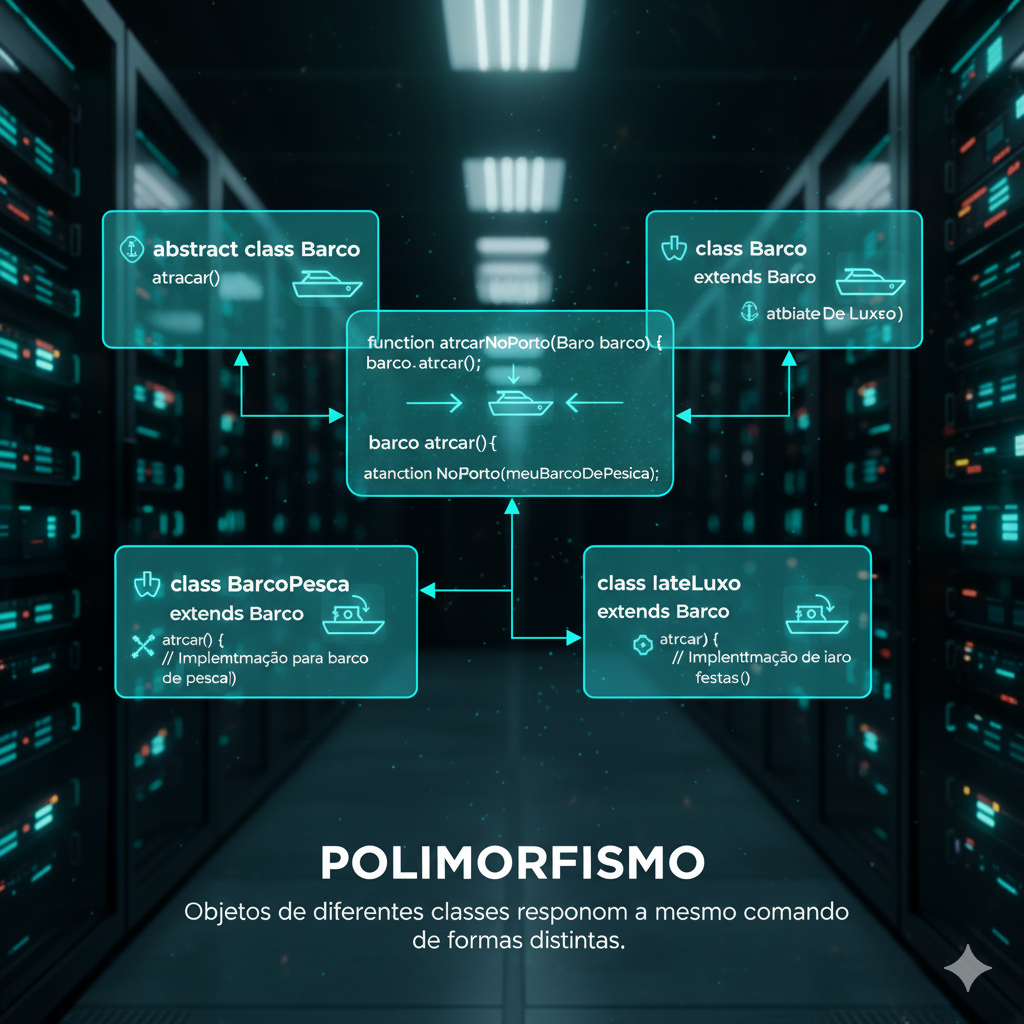 abstract class Barco
atracar()
class Barco
extends Barco
atbiate De Luxso)
function atrcarNoPorto(Baro barco) {
barco.atrcar();
barco atrcar() {
atanction NoPorto(meuBarcoDePesica);
class BarcoPesca
extends Barco
atrcar() {
// Implemtmação para barco
de pesca!)
class lateLuxo
extends Barco
atrcar) {
// Implentmação de iaro
festas()
POLIMORFISMO
Objetos de diferentes classes responom a mesmo comando
de formas distintas.